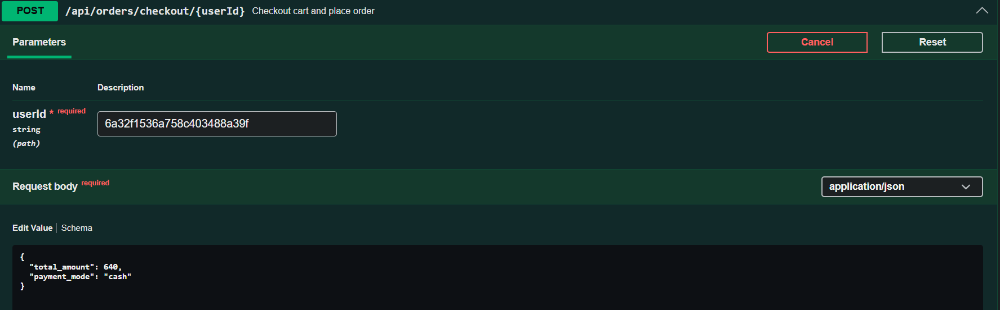 POST /api/orders/checkout/{userId} Checkout cart and place order
Parameters Cancel Reset
Name Description
userId * required 6a32f1536a758c403488a39f
string
(path)
Request body required application/json
Edit Value | Schema
{
  "total_amount": 640,
  "payment_mode": "cash"
}